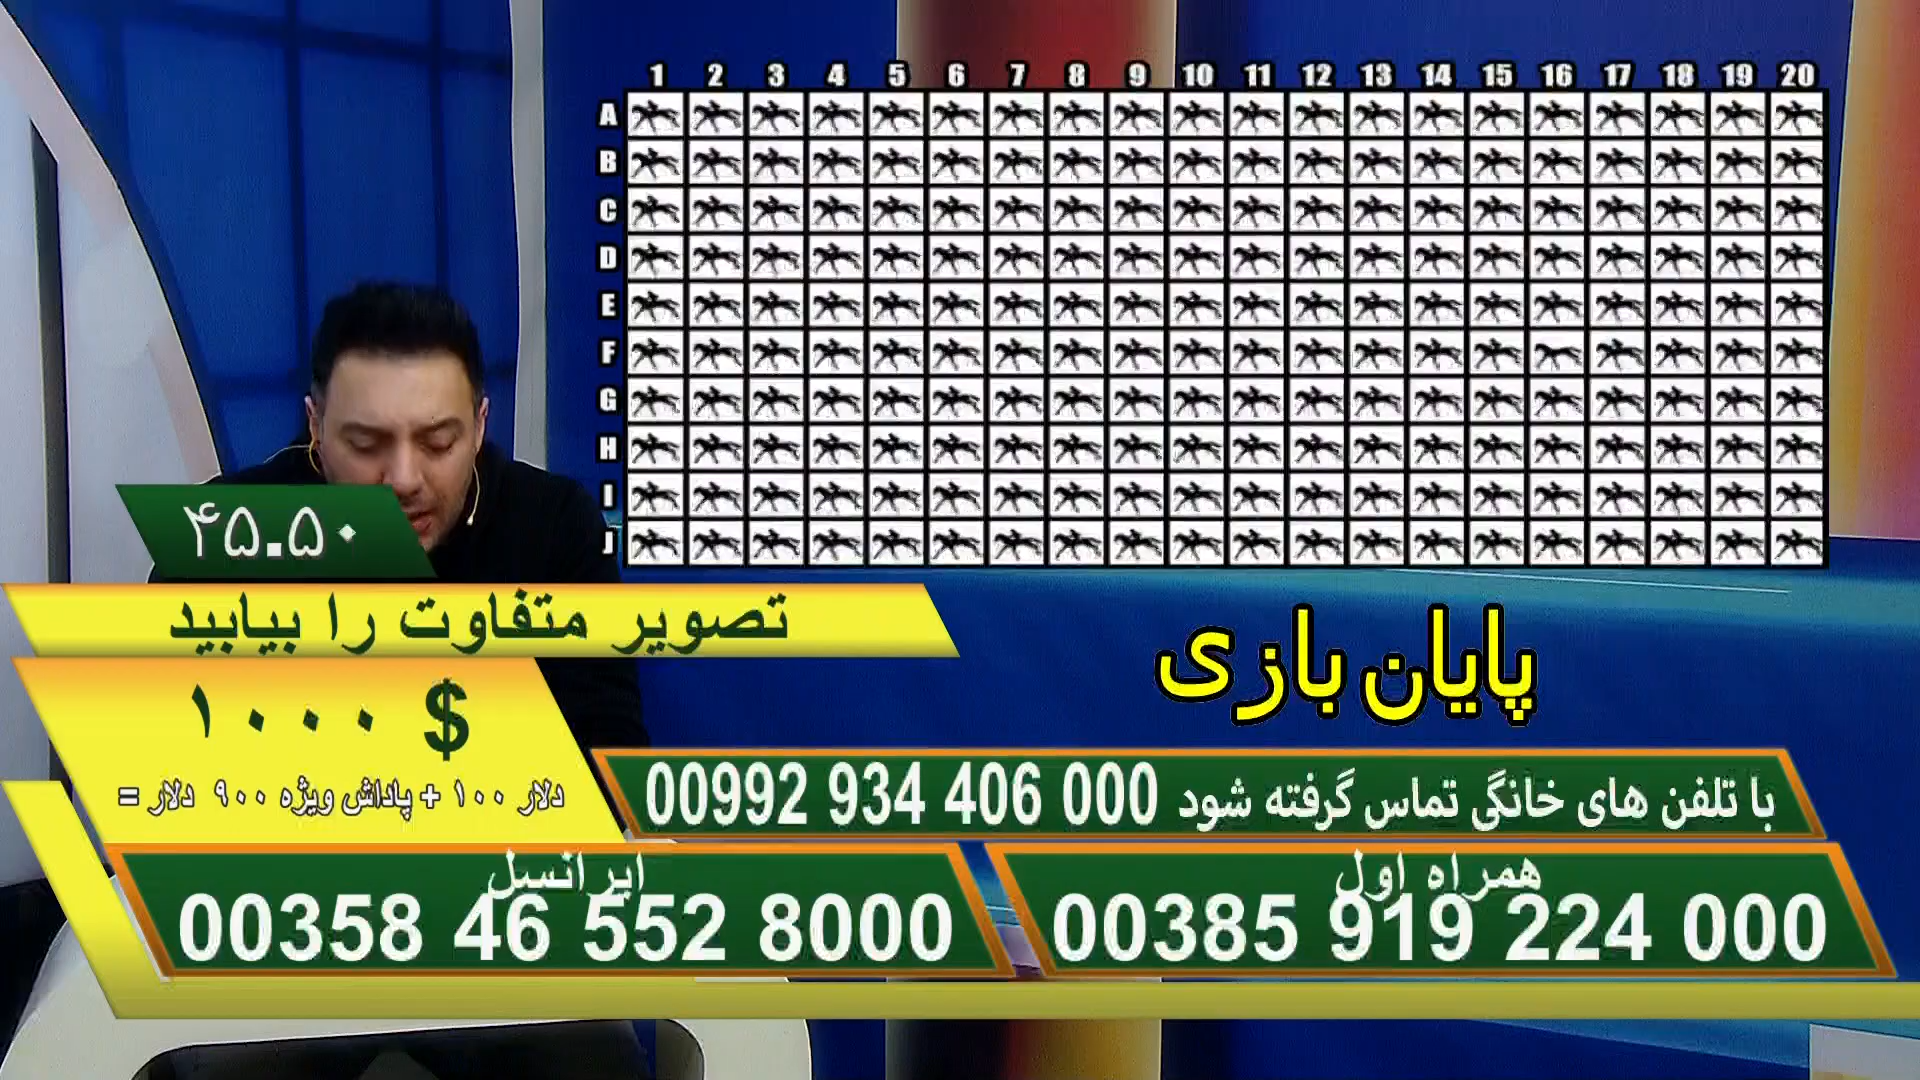 1 2 3 4 5 6 7 8 9 10 11 12 13 14 15 16 17 18 19 20
A
B
C
D
E
F
G
H
I
J
۴۵.۵۰
تصویر متفاوت را بیابید
پایان بازی
۱۰۰۰ $
دلار ۱۰۰ + پاداش ویژه ۹۰۰ دلار =
با تلفن های خانگی تماس گرفته شود 00992 934 406 000
ایرانسل
00358 46 552 8000
همراه اول
00385 919 224 000